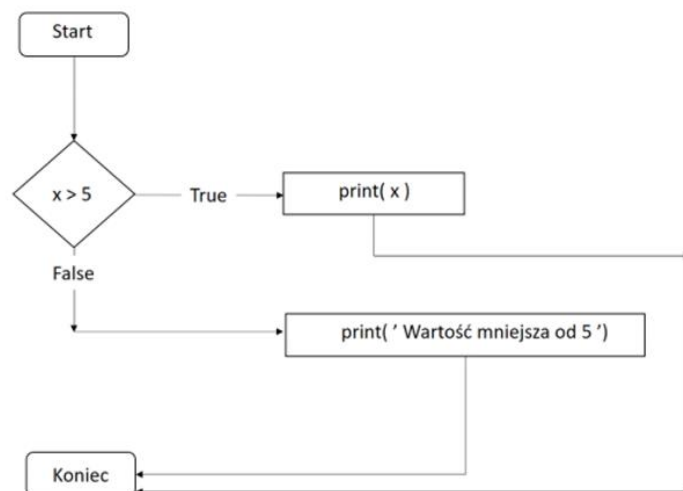 Start
x > 5
True
print( x )
False
print( ’ Wartość mniejsza od 5 ’)
Koniec